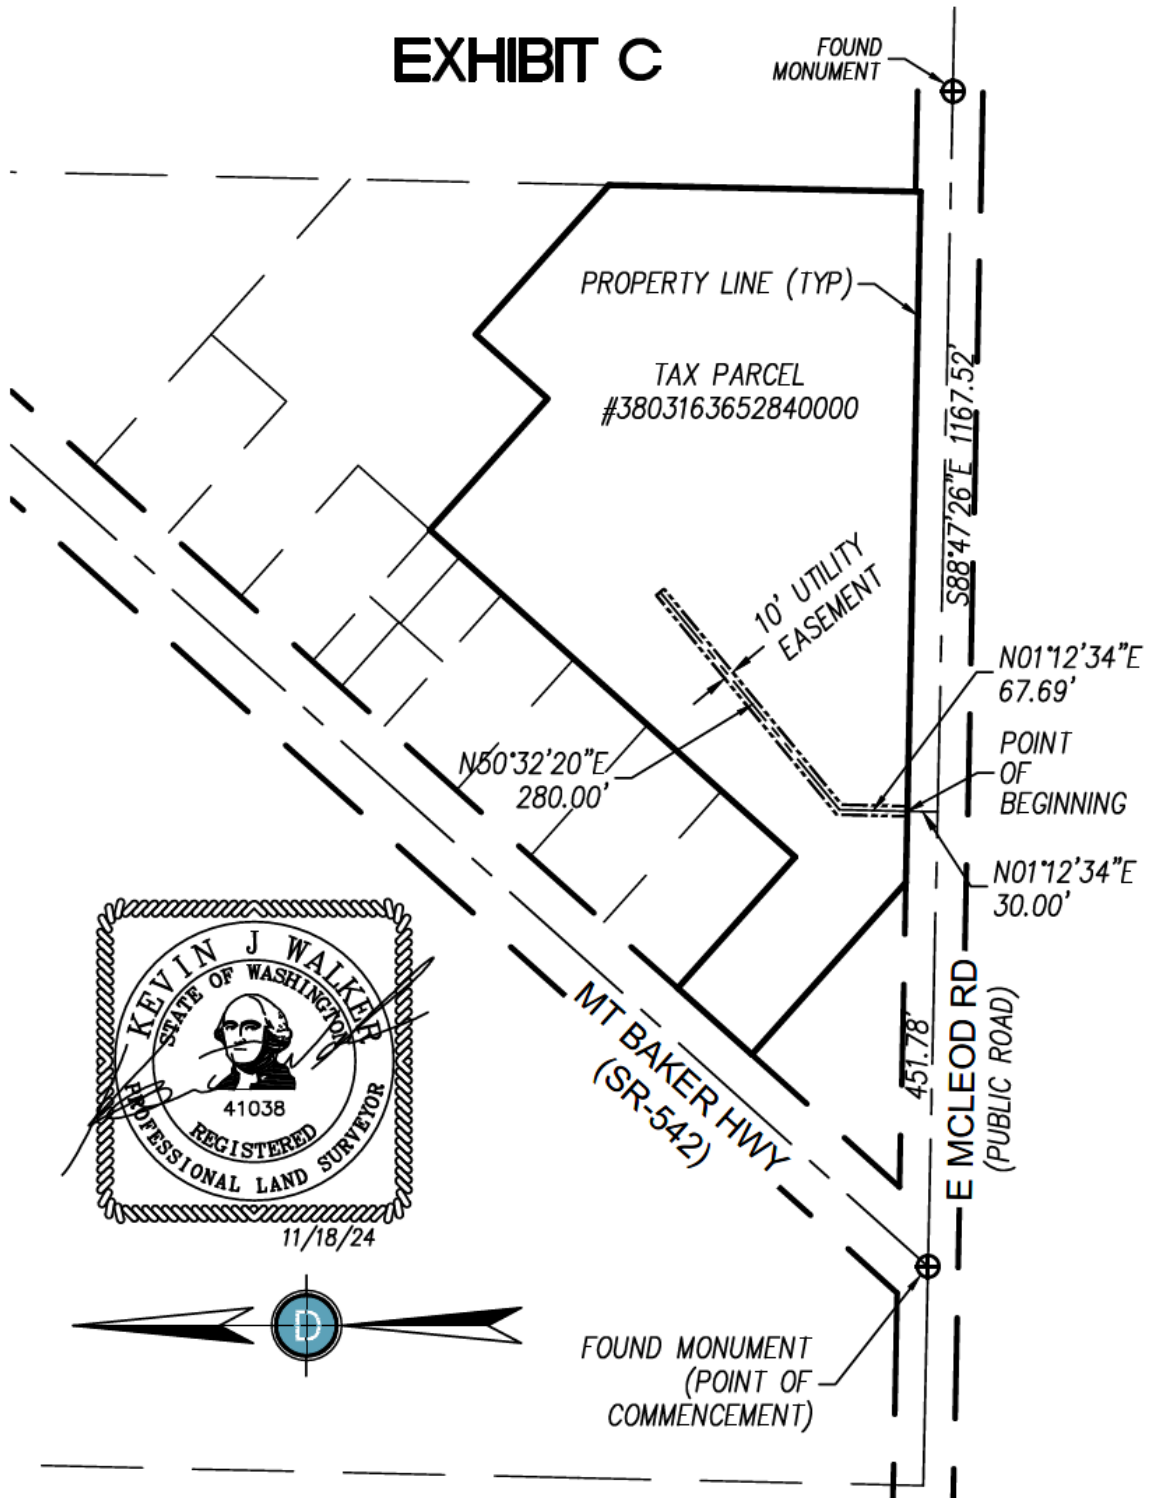 EXHIBIT C
FOUND
MONUMENT
PROPERTY LINE (TYP)
TAX PARCEL
#3803163652840000
S88°47'26"E 1167.52'
10' UTILITY
EASEMENT
N01°12'34"E
67.69'
POINT
OF
BEGINNING
N50°32'20"E
280.00'
N01°12'34"E
30.00'
451.78'
E MCLEOD RD
(PUBLIC ROAD)
MT BAKER HWY
(SR-542)
KEVIN J WALKER
STATE OF WASHINGTON
41038
REGISTERED
PROFESSIONAL LAND SURVEYOR
11/18/24
D
FOUND MONUMENT
(POINT OF
COMMENCEMENT)